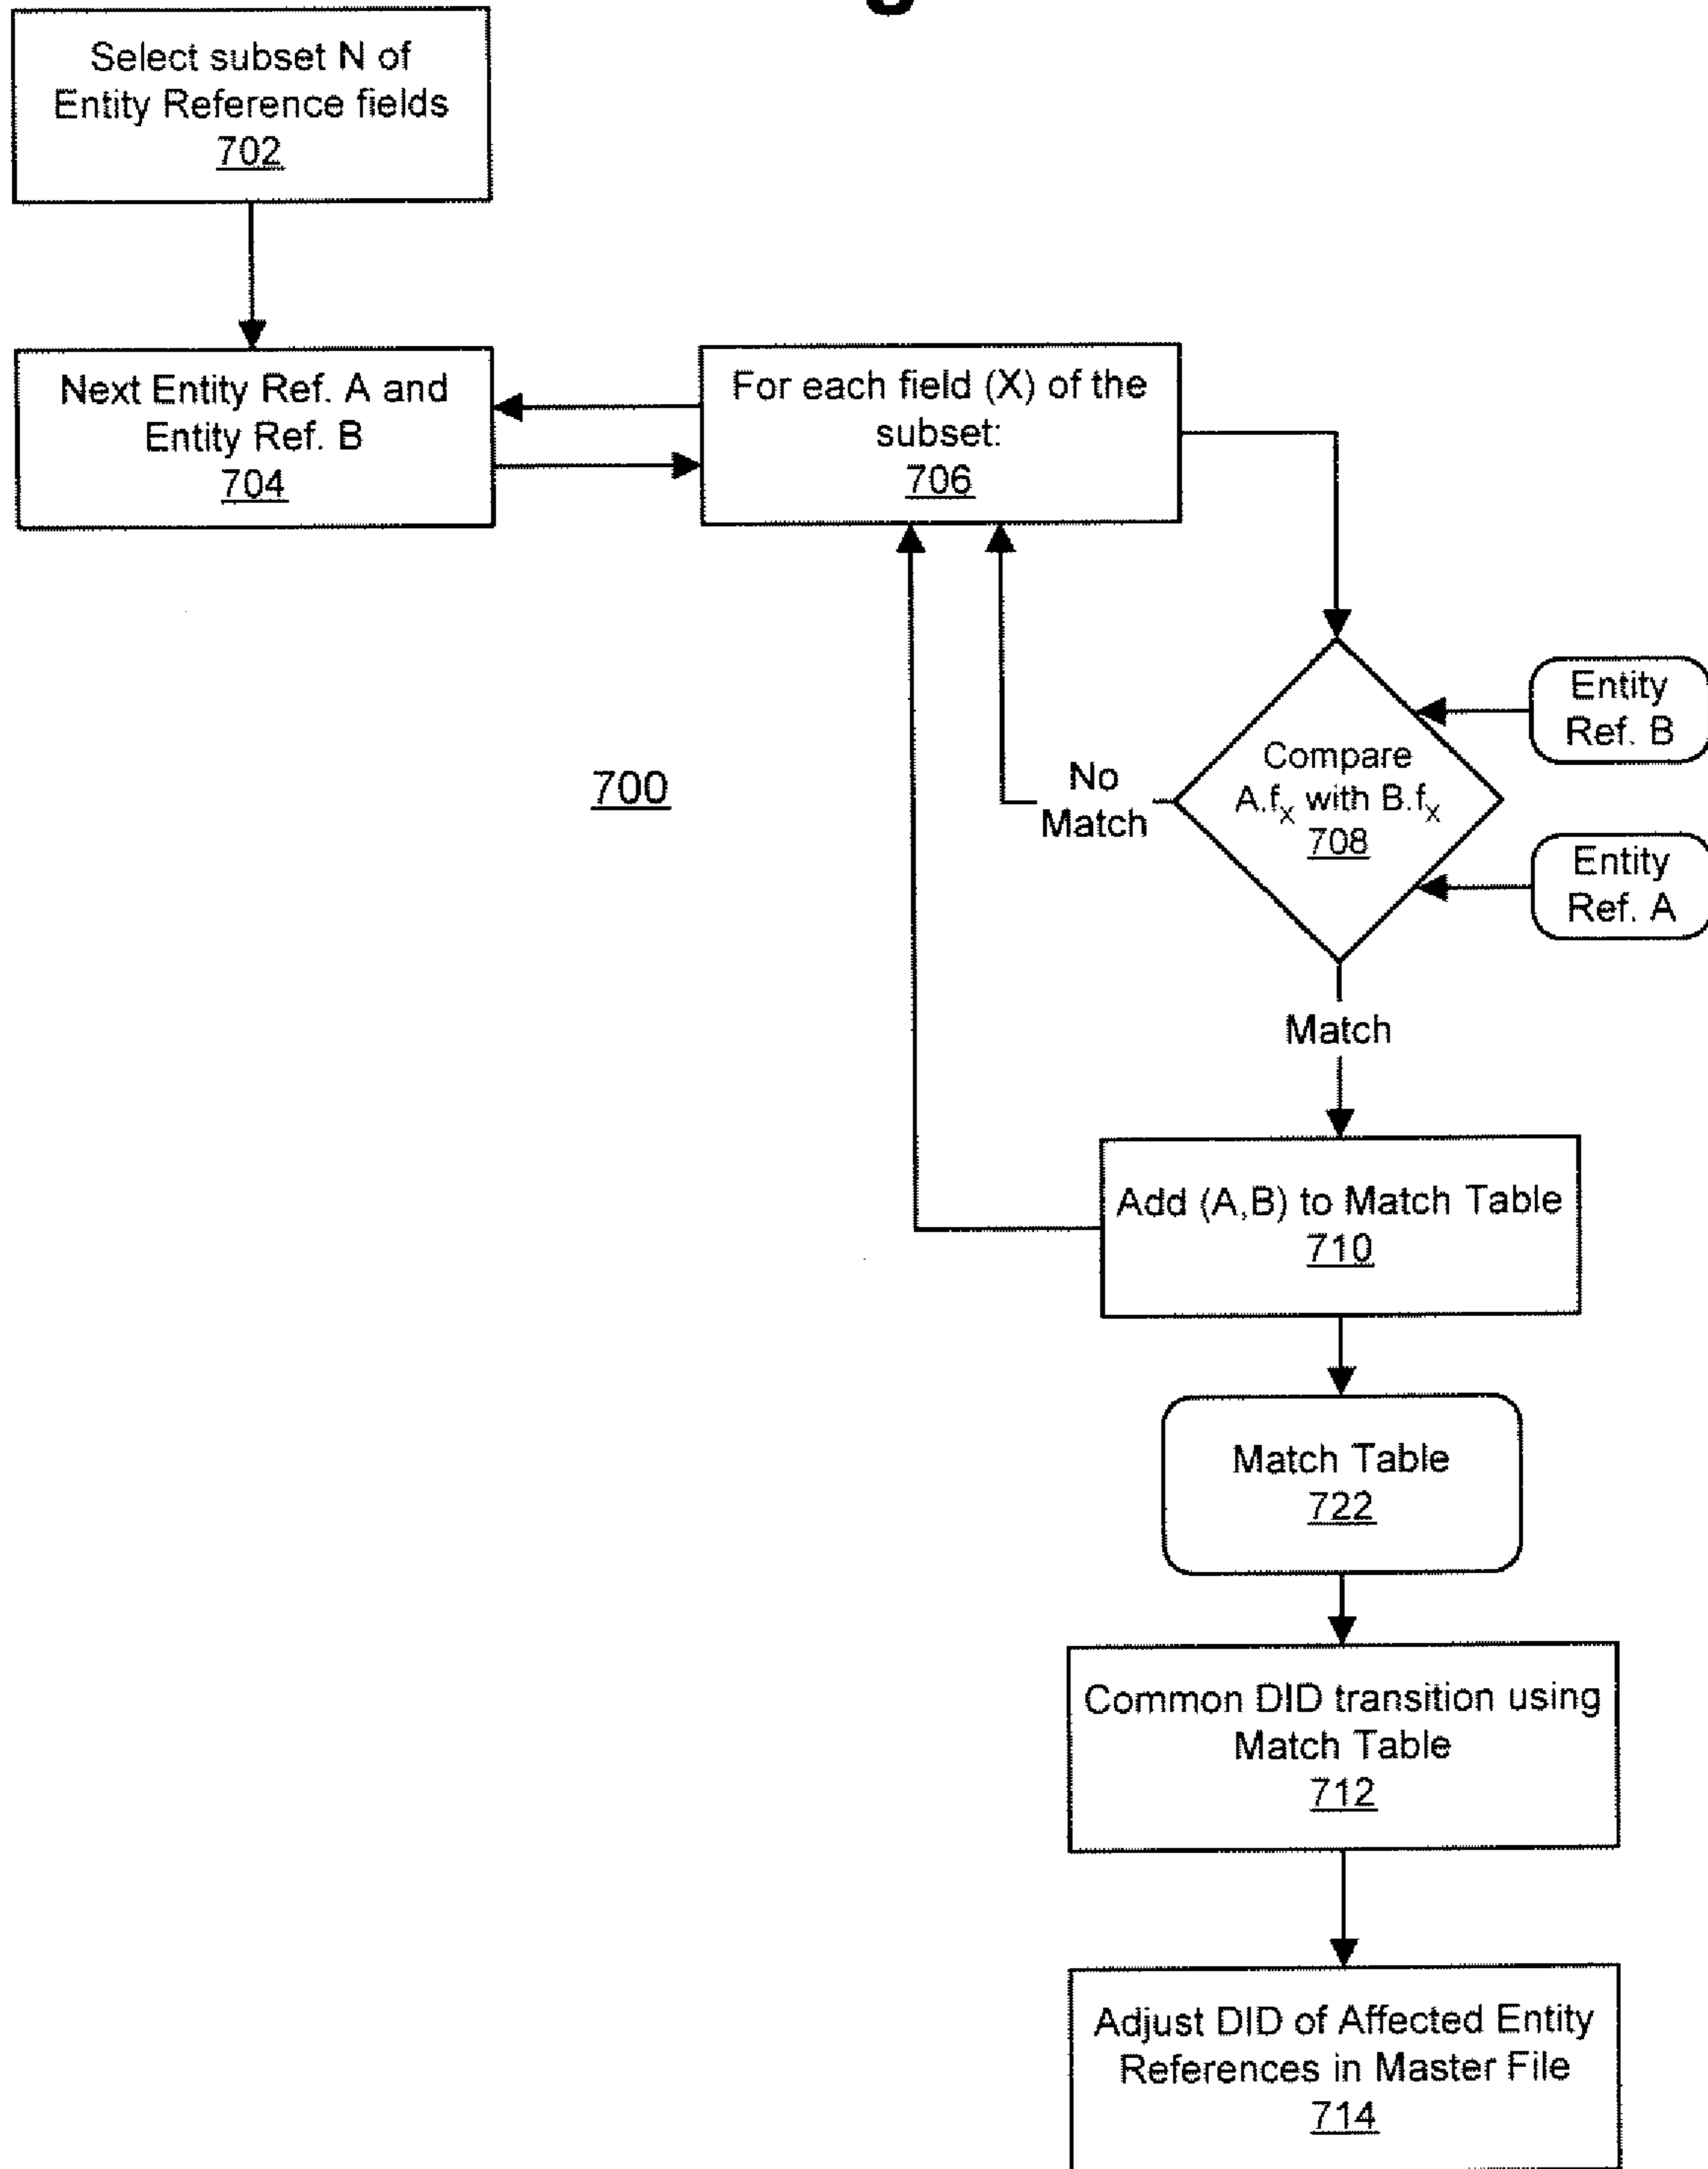 Select subset N of
Entity Reference fields
702
Next Entity Ref. A and
Entity Ref. B
704
For each field (X) of the
subset:
706
Entity
Ref. B
Compare
A.fx with B.fx
708
No
Match
700
Entity
Ref. A
Match
Add (A,B) to Match Table
710
Match Table
722
Common DID transition using
Match Table
712
Adjust DID of Affected Entity
References in Master File
714